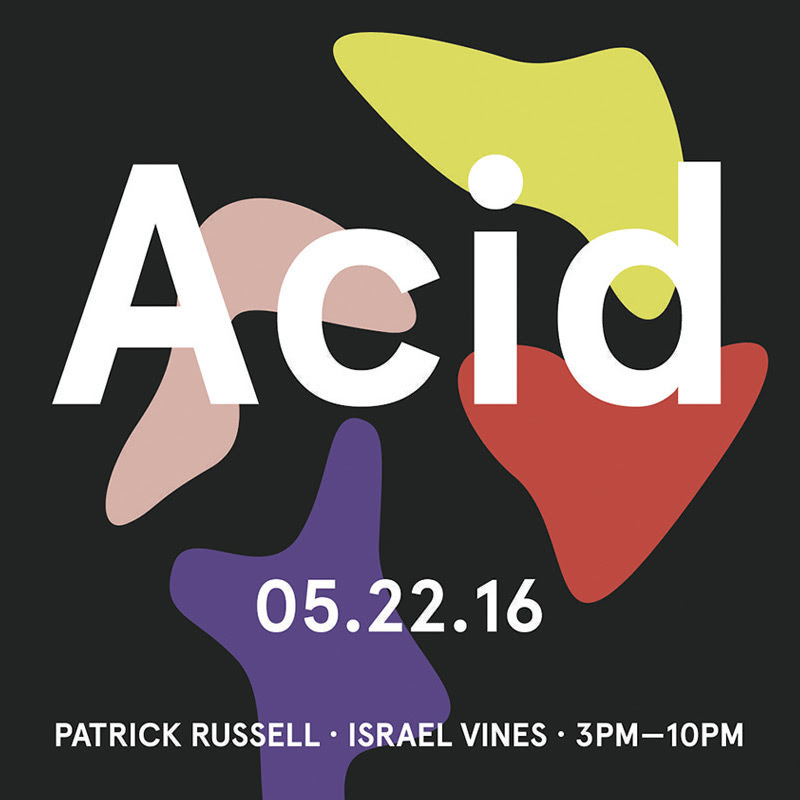 Acid
05.22.16
PATRICK RUSSELL · ISRAEL VINES · 3PM—10PM